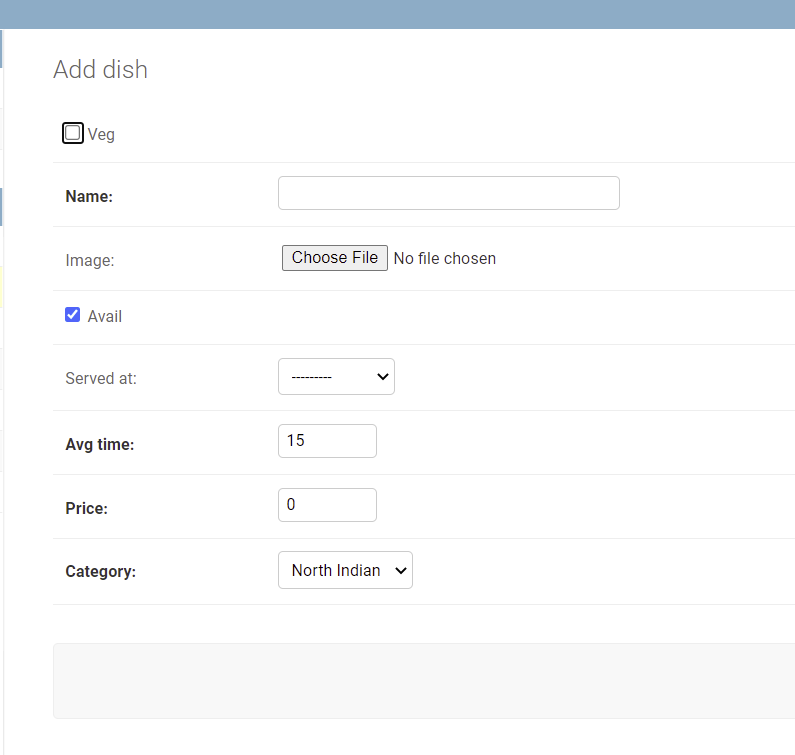 Add dish
Veg
Name:
Image: Choose File No file chosen
Avail
Served at: ---------
Avg time: 15
Price: 0
Category: North Indian